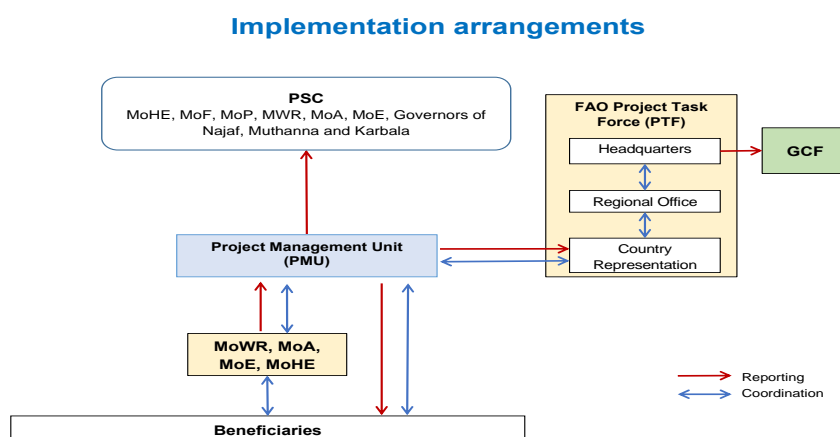 Implementation arrangements
PSC
MoHE, MoF, MoP, MWR, MoA, MoE, Governors of
Najaf, Muthanna and Karbala
FAO Project Task
Force (PTF)
Headquarters
GCF
Regional Office
Project Management Unit
(PMU)
Country
Representation
MoWR, MoA,
MoE, MoHE
Reporting
Coordination
Beneficiaries